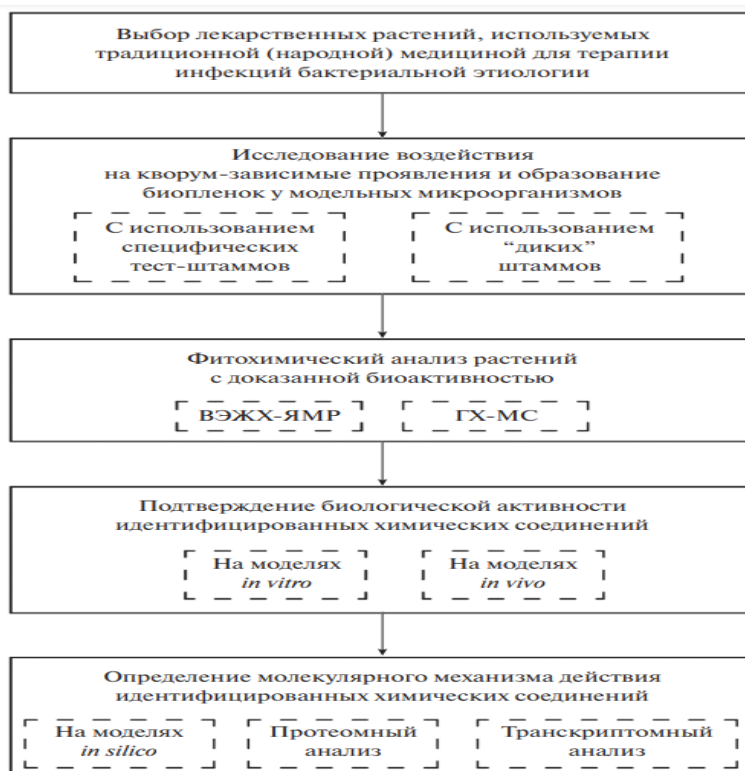 Выбор лекарственных растений, используемых
традиционной (народной) медициной для терапии
инфекций бактериальной этиологии
Исследование воздействия
на кворум-зависимые проявления и образование
биопленок у модельных микроорганизмов
С использованием
специфических
тест-штаммов
С использованием
“диких”
штаммов
Фитохимический анализ растений
с доказанной биоактивностью
ВЭЖХ-ЯМР
ГХ-МС
Подтверждение биологической активности
идентифицированных химических соединений
На моделях
in vitro
На моделях
in vivo
Определение молекулярного механизма действия
идентифицированных химических соединений
На моделях
in silico
Протеомный
анализ
Транскриптомный
анализ